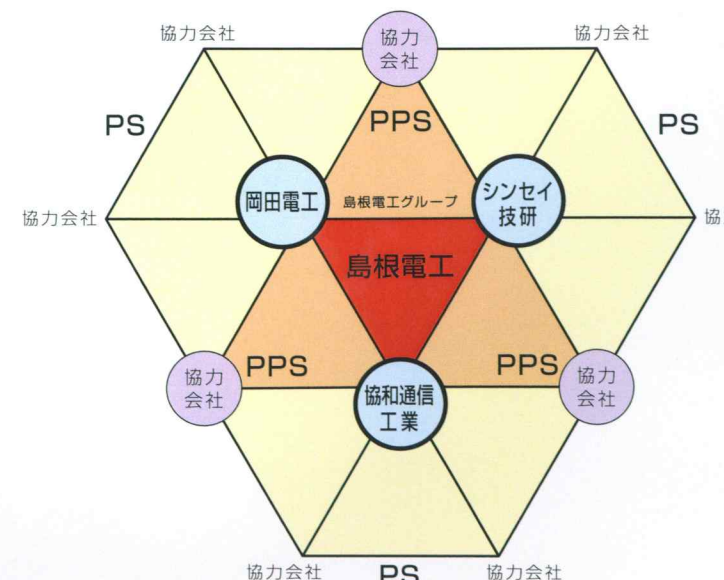 協力会社
協力会社
協力
会社
PS
PPS
PS
岡田電工
島根電工グループ
シンセイ
技研
協力会社
協
島根電工
協力
会社
PPS
PPS
協力
会社
協和通信
工業
協力会社
PS
協力会社